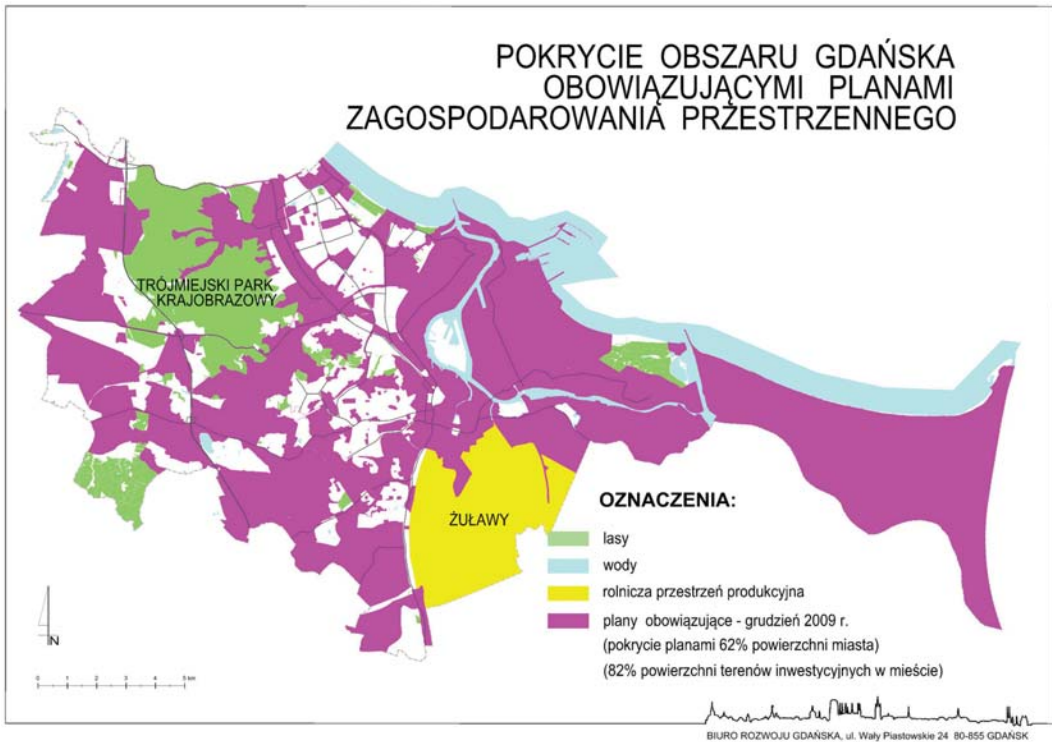 POKRYCIE OBSZARU GDAŃSKA
OBOWIĄZUJĄCYMI PLANAMI
ZAGOSPODAROWANIA PRZESTRZENNEGO
TRÓJMIEJSKI PARK
KRAJOBRAZOWY
ŻUŁAWY
OZNACZENIA:
lasy
wody
rolnicza przestrzeń produkcyjna
plany obowiązujące - grudzień 2009 r.
(pokrycie planami 62% powierzchni miasta)
(82% powierzchni terenów inwestycyjnych w mieście)
N
0 1 2 3 4 5 km
BIURO ROZWOJU GDAŃSKA, ul. Wały Piastowskie 24 80-855 GDAŃSK